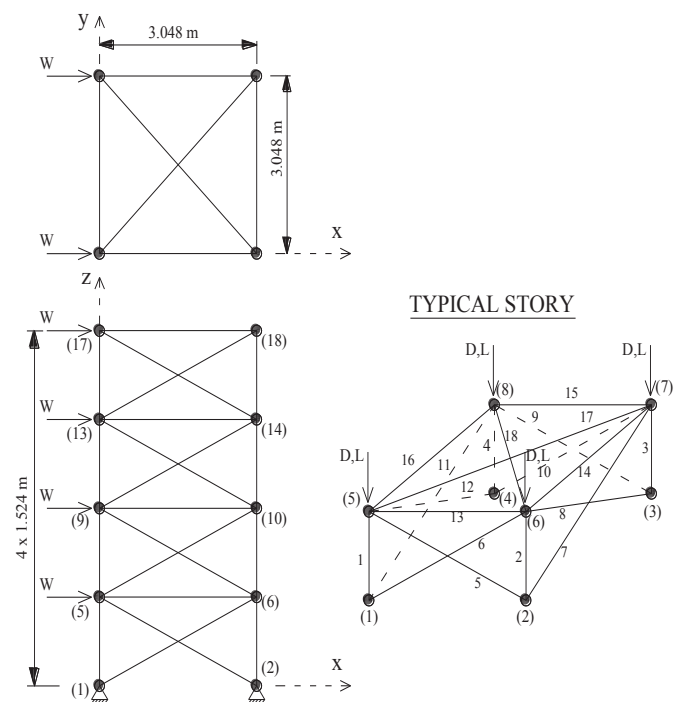 y
3.048 m
W
3.048 m
W
x
z
W
(17)
(18)
W
(13)
(14)
4 x 1.524 m
W
(9)
(10)
W
(5)
(6)
(1)
(2)
x
TYPICAL STORY
D,L
D,L
(8)
15
(7)
9
17
11
4
18
3
D,L
D,L
16
10
14
12
(4)
(3)
(5)
13
(6)
8
1
6
2
7
5
(1)
(2)